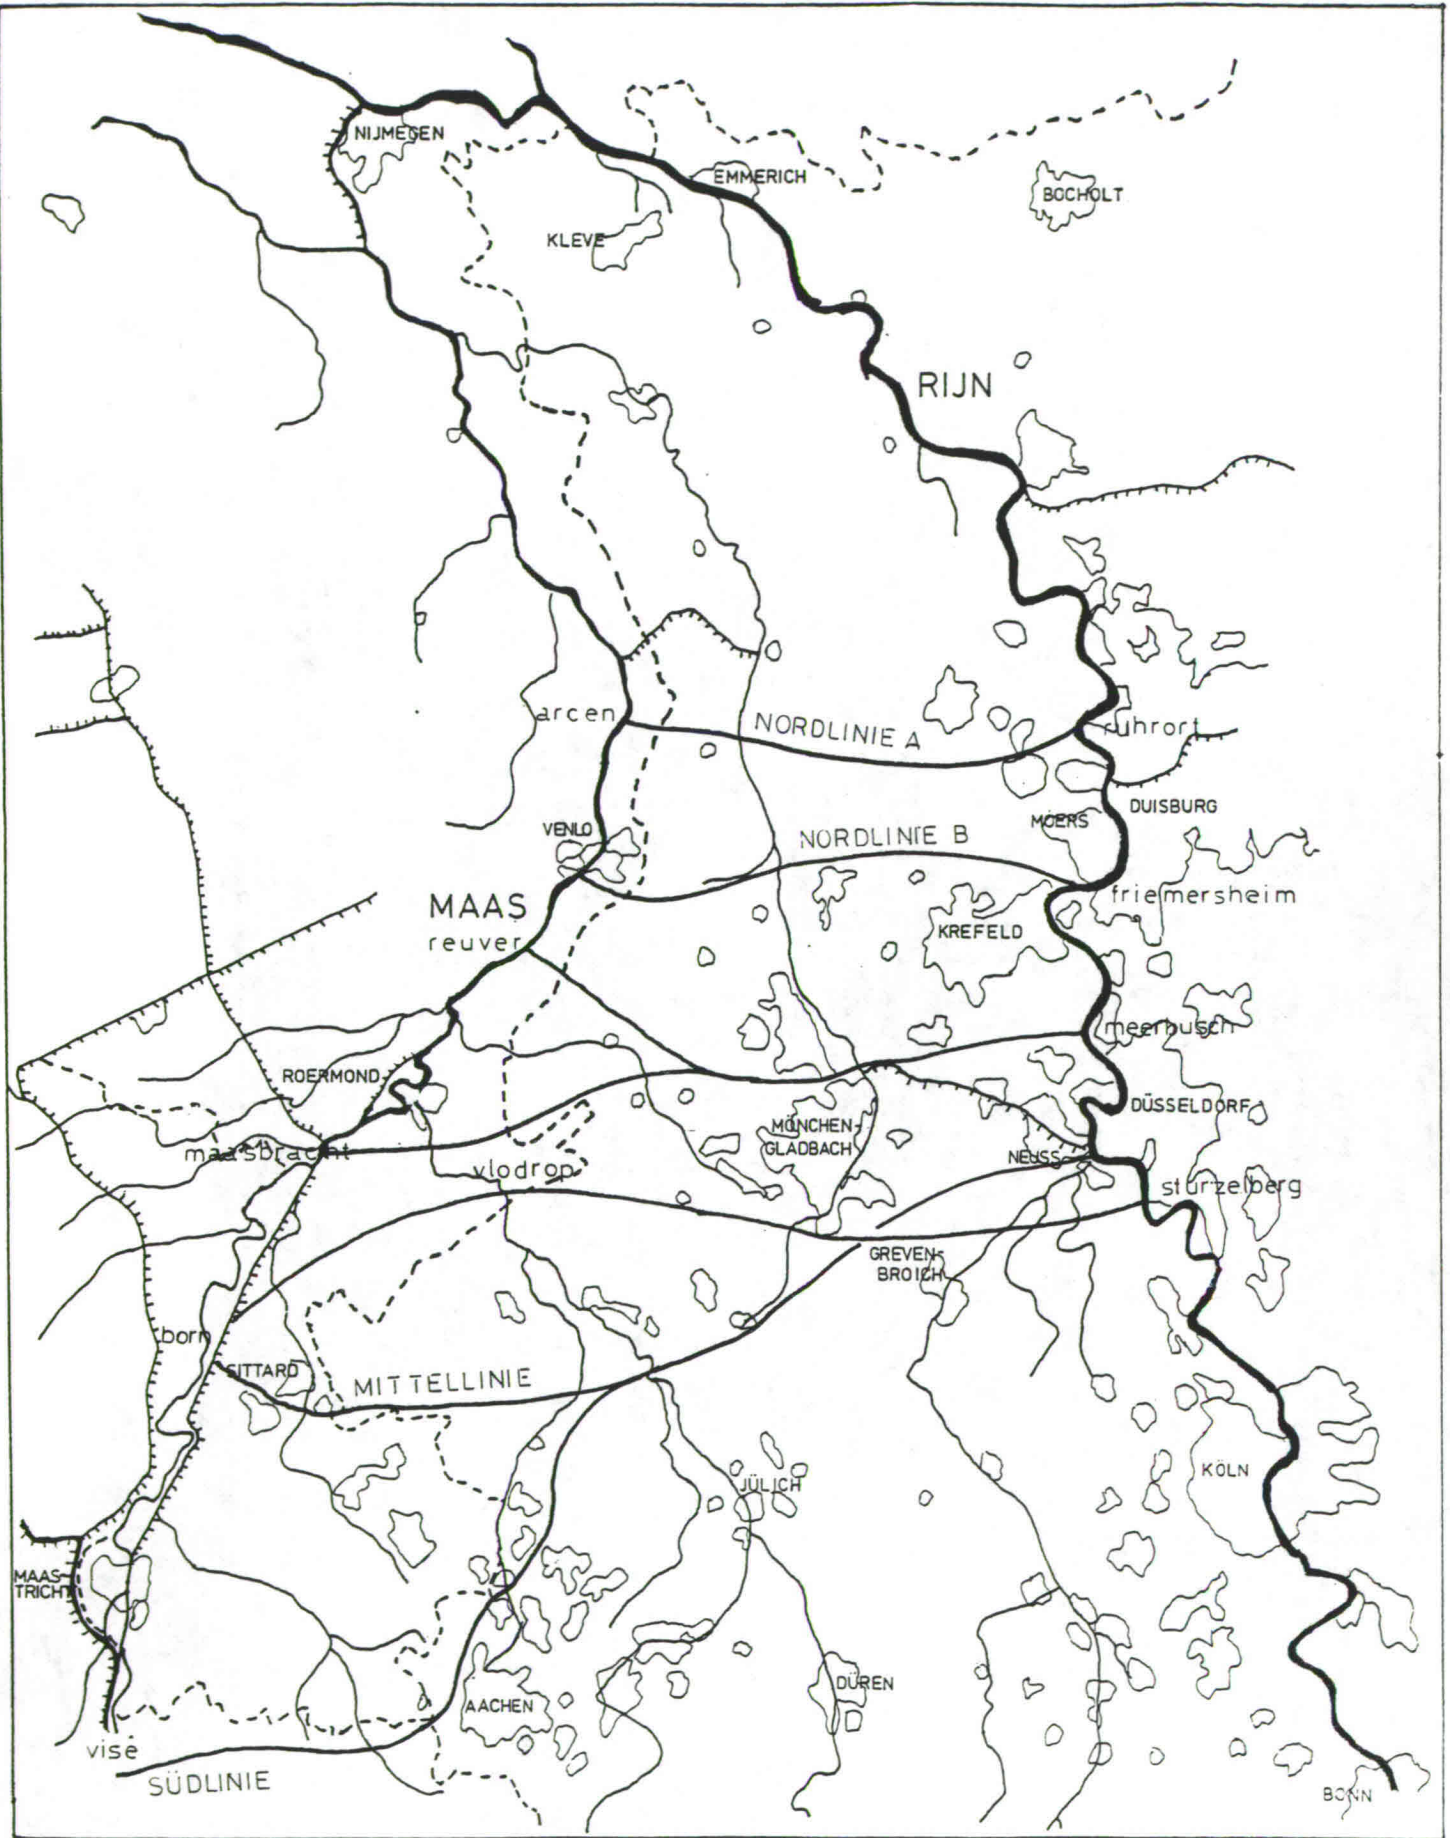 NIJMEGEN
EMMERICH
BOCHOLT
KLEVE
RIJN
arcen
NORDLINIE A
ruhrort
DUISBURG
VENLO
MOERS
NORDLINIE B
friemersheim
MAAS
reuver
KREFELD
meerbusch
ROERMOND
DÜSSELDORF
MÖNCHEN-
GLADBACH
maasbracht
vlodrop
NEUSS
sturzelberg
GREVEN-
BROICH
born
SITTARD
MITTELLINIE
KÖLN
JÜLICH
MAAS-
TRICHT
DÜREN
AACHEN
visé
SÜDLINIE
BONN